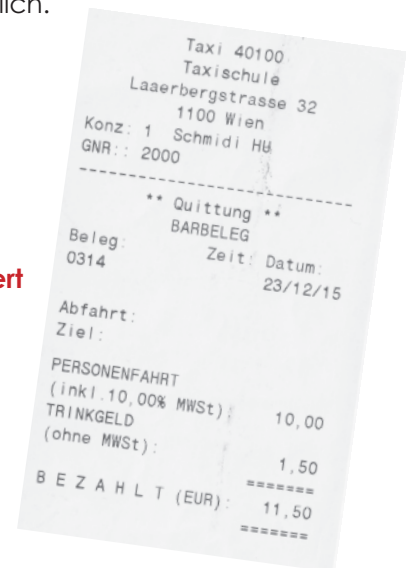 lich.
Taxi 40100
Taxischule
Laaerbergstrasse 32
1100 Wien
Konz: 1 Schmidi HU
GNR:: 2000
** Quittung **
BARBELEG
Beleg: Zeit: Datum:
0314 23/12/15
ert
Abfahrt:
Ziel:
PERSONENFAHRT
(inkl.10,00% MWSt): 10,00
TRINKGELD
(ohne MWSt): 1,50
=======
B E Z A H L T (EUR): 11,50
=======